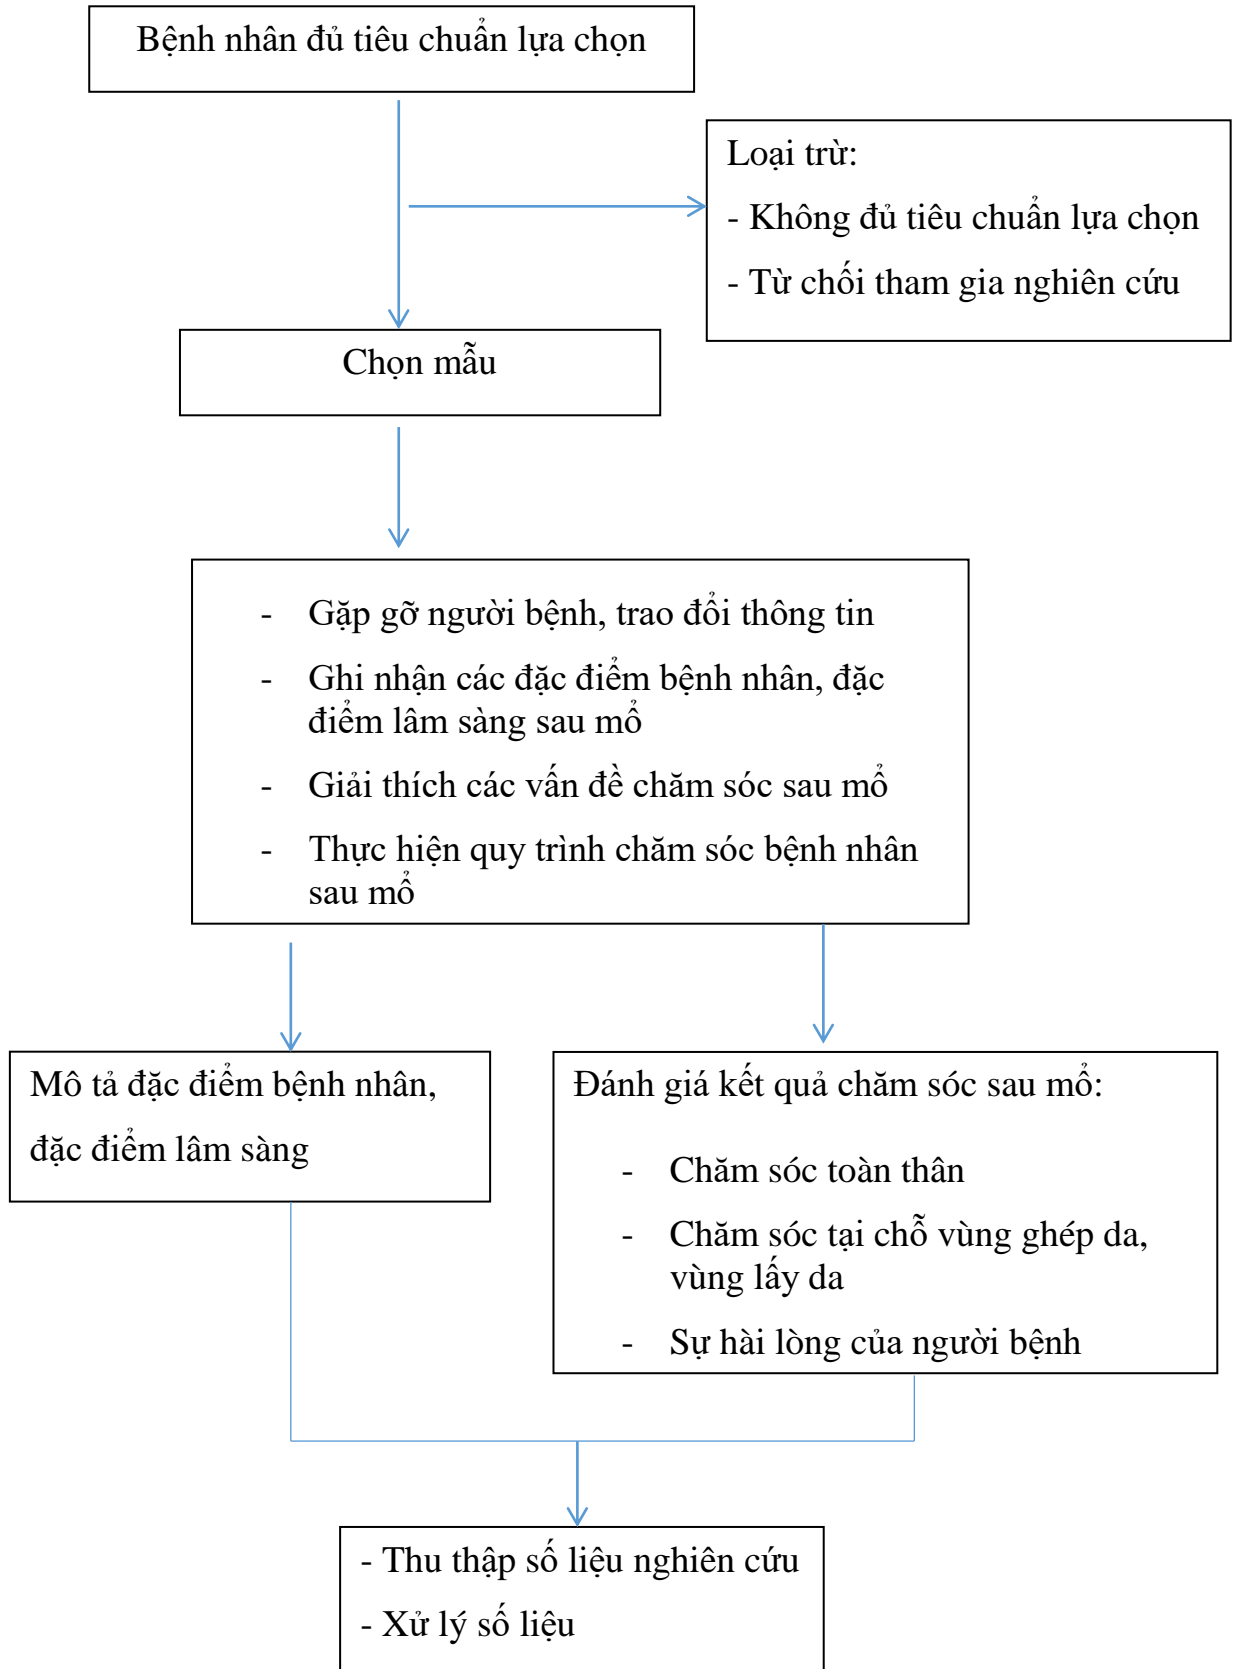 Bệnh nhân đủ tiêu chuẩn lựa chọn
Loại trừ:
- Không đủ tiêu chuẩn lựa chọn
- Từ chối tham gia nghiên cứu
Chọn mẫu
- Gặp gỡ người bệnh, trao đổi thông tin
- Ghi nhận các đặc điểm bệnh nhân, đặc
điểm lâm sàng sau mổ
- Giải thích các vấn đề chăm sóc sau mổ
- Thực hiện quy trình chăm sóc bệnh nhân
sau mổ
Mô tả đặc điểm bệnh nhân,
đặc điểm lâm sàng
Đánh giá kết quả chăm sóc sau mổ:
- Chăm sóc toàn thân
- Chăm sóc tại chỗ vùng ghép da,
vùng lấy da
- Sự hài lòng của người bệnh
- Thu thập số liệu nghiên cứu
- Xử lý số liệu